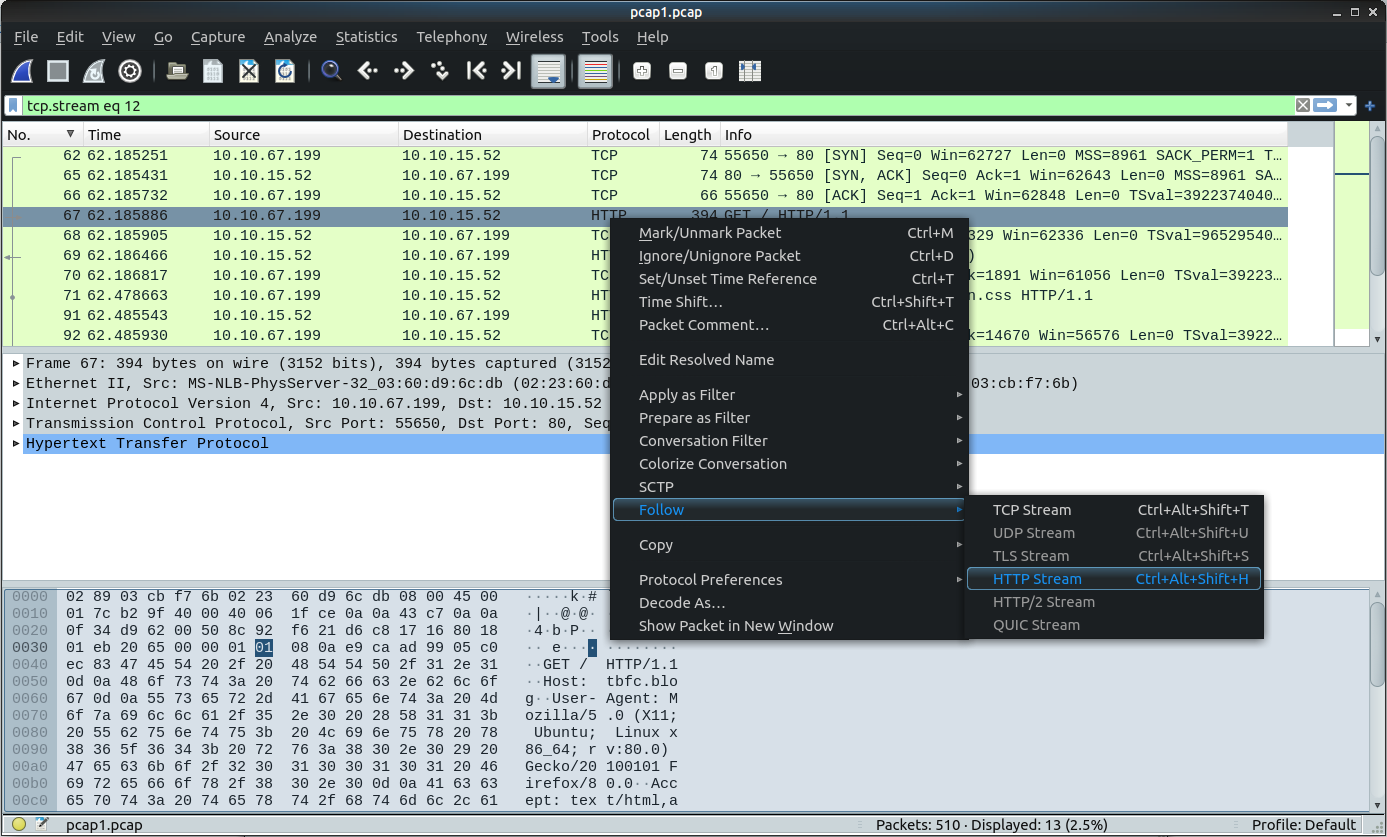 pcap1.pcap
File Edit View Go Capture Analyze Statistics Telephony Wireless Tools Help
tcp.stream eq 12
No. Time Source Destination Protocol Length Info
62 62.185251 10.10.67.199 10.10.15.52 TCP 74 55650 → 80 [SYN] Seq=0 Win=62727 Len=0 MSS=8961 SACK_PERM=1 T…
65 62.185431 10.10.15.52 10.10.67.199 TCP 74 80 → 55650 [SYN, ACK] Seq=0 Ack=1 Win=62643 Len=0 MSS=8961 SA…
66 62.185732 10.10.67.199 10.10.15.52 TCP 66 55650 → 80 [ACK] Seq=1 Ack=1 Win=62848 Len=0 TSval=3922374040…
67 62.185886 10.10.67.199 10.10.15.52 HTTP 394 GET / HTTP/1.1
68 62.185905 10.10.15.52 10.10.67.199 TC 329 Win=62336 Len=0 TSval=96529540…
69 62.186466 10.10.15.52 10.10.67.199 HT )
70 62.186817 10.10.67.199 10.10.15.52 TC k=1891 Win=61056 Len=0 TSval=39223…
71 62.478663 10.10.67.199 10.10.15.52 HT n.css HTTP/1.1
91 62.485543 10.10.15.52 10.10.67.199 HT
92 62.485930 10.10.67.199 10.10.15.52 TC k=14670 Win=56576 Len=0 TSval=3922…
Mark/Unmark Packet Ctrl+M
Ignore/Unignore Packet Ctrl+D
Set/Unset Time Reference Ctrl+T
Time Shift… Ctrl+Shift+T
Packet Comment… Ctrl+Alt+C
Edit Resolved Name
Apply as Filter
Prepare as Filter
Conversation Filter
Colorize Conversation
SCTP
Follow
Copy
Protocol Preferences
Decode As…
Show Packet in New Window
TCP Stream Ctrl+Alt+Shift+T
UDP Stream Ctrl+Alt+Shift+U
TLS Stream Ctrl+Alt+Shift+S
HTTP Stream Ctrl+Alt+Shift+H
HTTP/2 Stream
QUIC Stream
Frame 67: 394 bytes on wire (3152 bits), 394 bytes captured (3152
Ethernet II, Src: MS-NLB-PhysServer-32_03:60:d9:6c:db (02:23:60:d 03:cb:f7:6b)
Internet Protocol Version 4, Src: 10.10.67.199, Dst: 10.10.15.52
Transmission Control Protocol, Src Port: 55650, Dst Port: 80, Seq
Hypertext Transfer Protocol
0000 02 89 03 cb f7 6b 02 23 60 d9 6c db 08 00 45 00 ·····k·#
0010 01 7c b2 9f 40 00 40 06 1f ce 0a 0a 43 c7 0a 0a ·|··@·@·
0020 0f 34 d9 62 00 50 8c 92 f6 21 d6 c8 17 16 80 18 ·4·b·P··
0030 01 eb 20 65 00 00 01 01 08 0a e9 ca ad 99 05 c0 ·· e···· ········
0040 ec 83 47 45 54 20 2f 20 48 54 54 50 2f 31 2e 31 ··GET / HTTP/1.1
0050 0d 0a 48 6f 73 74 3a 20 74 62 66 63 2e 62 6c 6f ··Host: tbfc.blo
0060 67 0d 0a 55 73 65 72 2d 41 67 65 6e 74 3a 20 4d g··User- Agent: M
0070 6f 7a 69 6c 6c 61 2f 35 2e 30 20 28 58 31 31 3b ozilla/5 .0 (X11;
0080 20 55 62 75 6e 74 75 3b 20 4c 69 6e 75 78 20 78 Ubuntu; Linux x
0090 38 36 5f 36 34 3b 20 72 76 3a 38 30 2e 30 29 20 86_64; r v:80.0)
00a0 47 65 63 6b 6f 2f 32 30 31 30 30 31 30 31 20 46 Gecko/20 100101 F
00b0 69 72 65 66 6f 78 2f 38 30 2e 30 0d 0a 41 63 63 irefox/8 0.0··Acc
00c0 65 70 74 3a 20 74 65 78 74 2f 68 74 6d 6c 2c 61 ept: tex t/html,a
pcap1.pcap Packets: 510 · Displayed: 13 (2.5%) Profile: Default